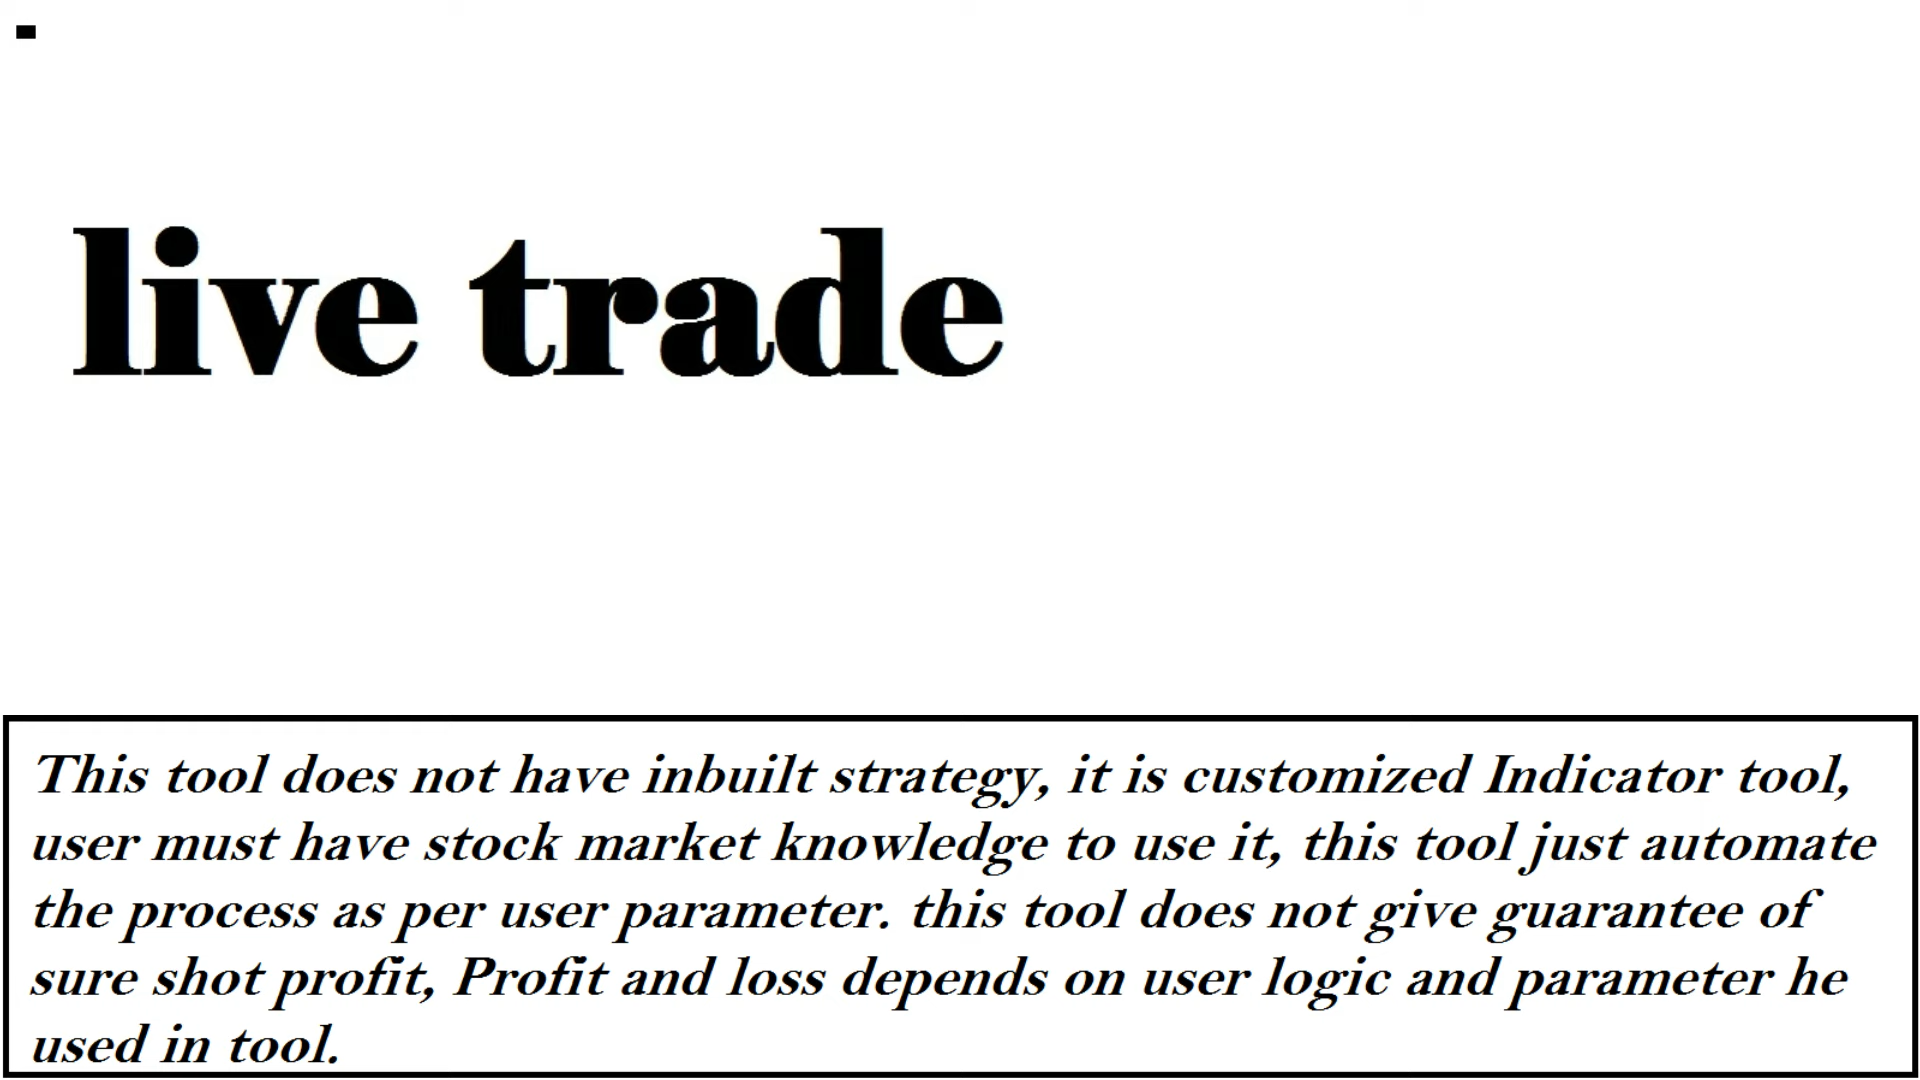 live trade
This tool does not have inbuilt strategy, it is customized Indicator tool,
user must have stock market knowledge to use it, this tool just automate
the process as per user parameter. this tool does not give guarantee of
sure shot profit, Profit and loss depends on user logic and parameter he
used in tool.